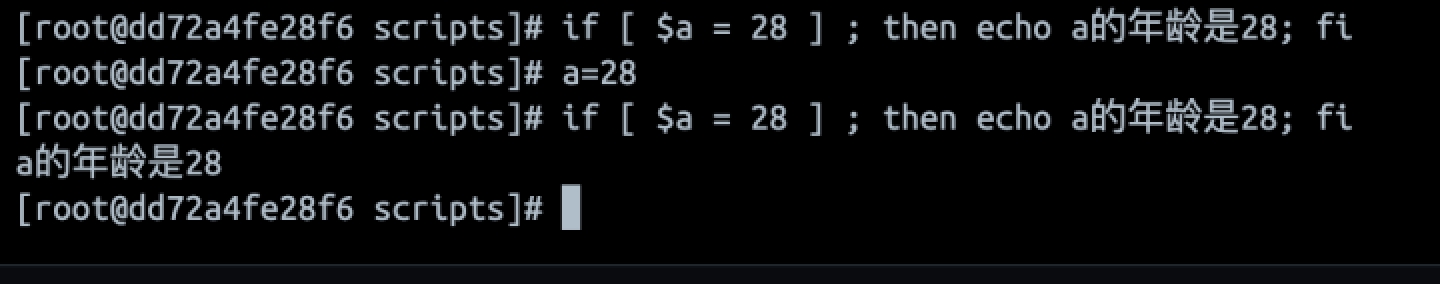 [root@dd72a4fe28f6 scripts]# if [ $a = 28 ] ; then echo a的年龄是28; fi
[root@dd72a4fe28f6 scripts]# a=28
[root@dd72a4fe28f6 scripts]# if [ $a = 28 ] ; then echo a的年龄是28; fi
a的年龄是28
[root@dd72a4fe28f6 scripts]#